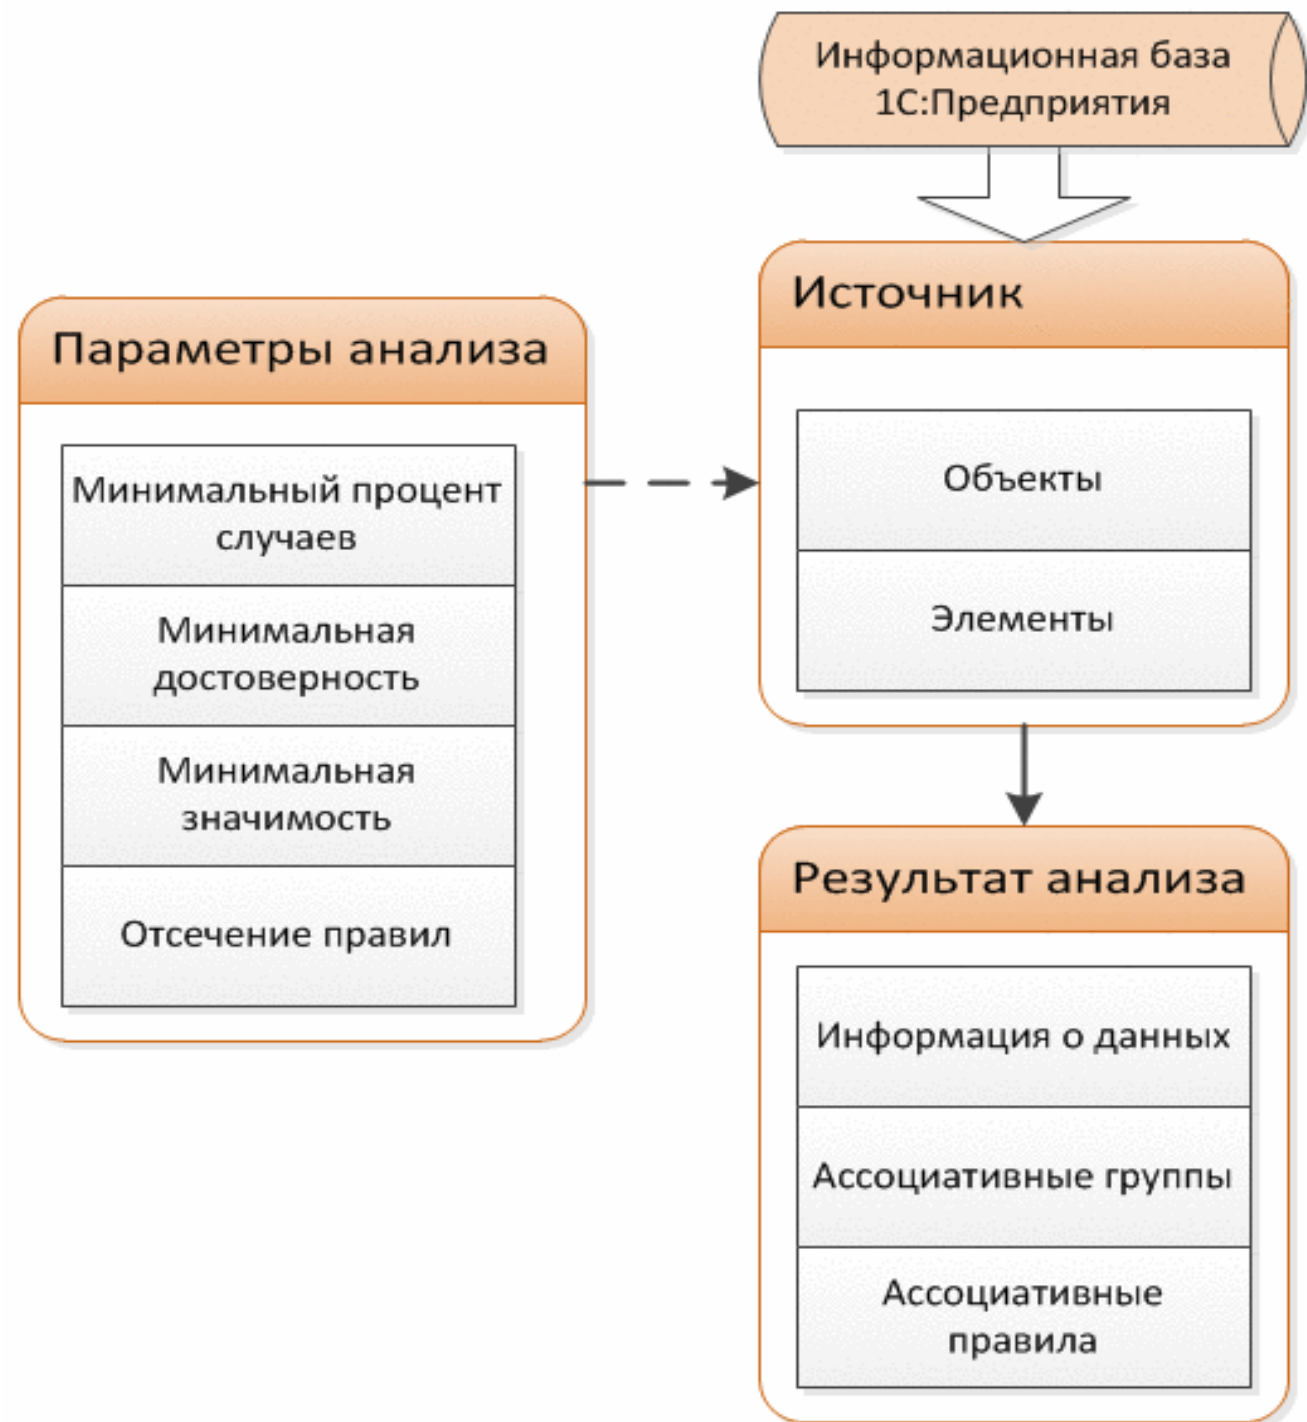 Информационная база
1С:Предприятия
Источник
Объекты
Элементы
Параметры анализа
Минимальный процент
случаев
Минимальная
достоверность
Минимальная
значимость
Отсечение правил
Результат анализа
Информация о данных
Ассоциативные группы
Ассоциативные
правила